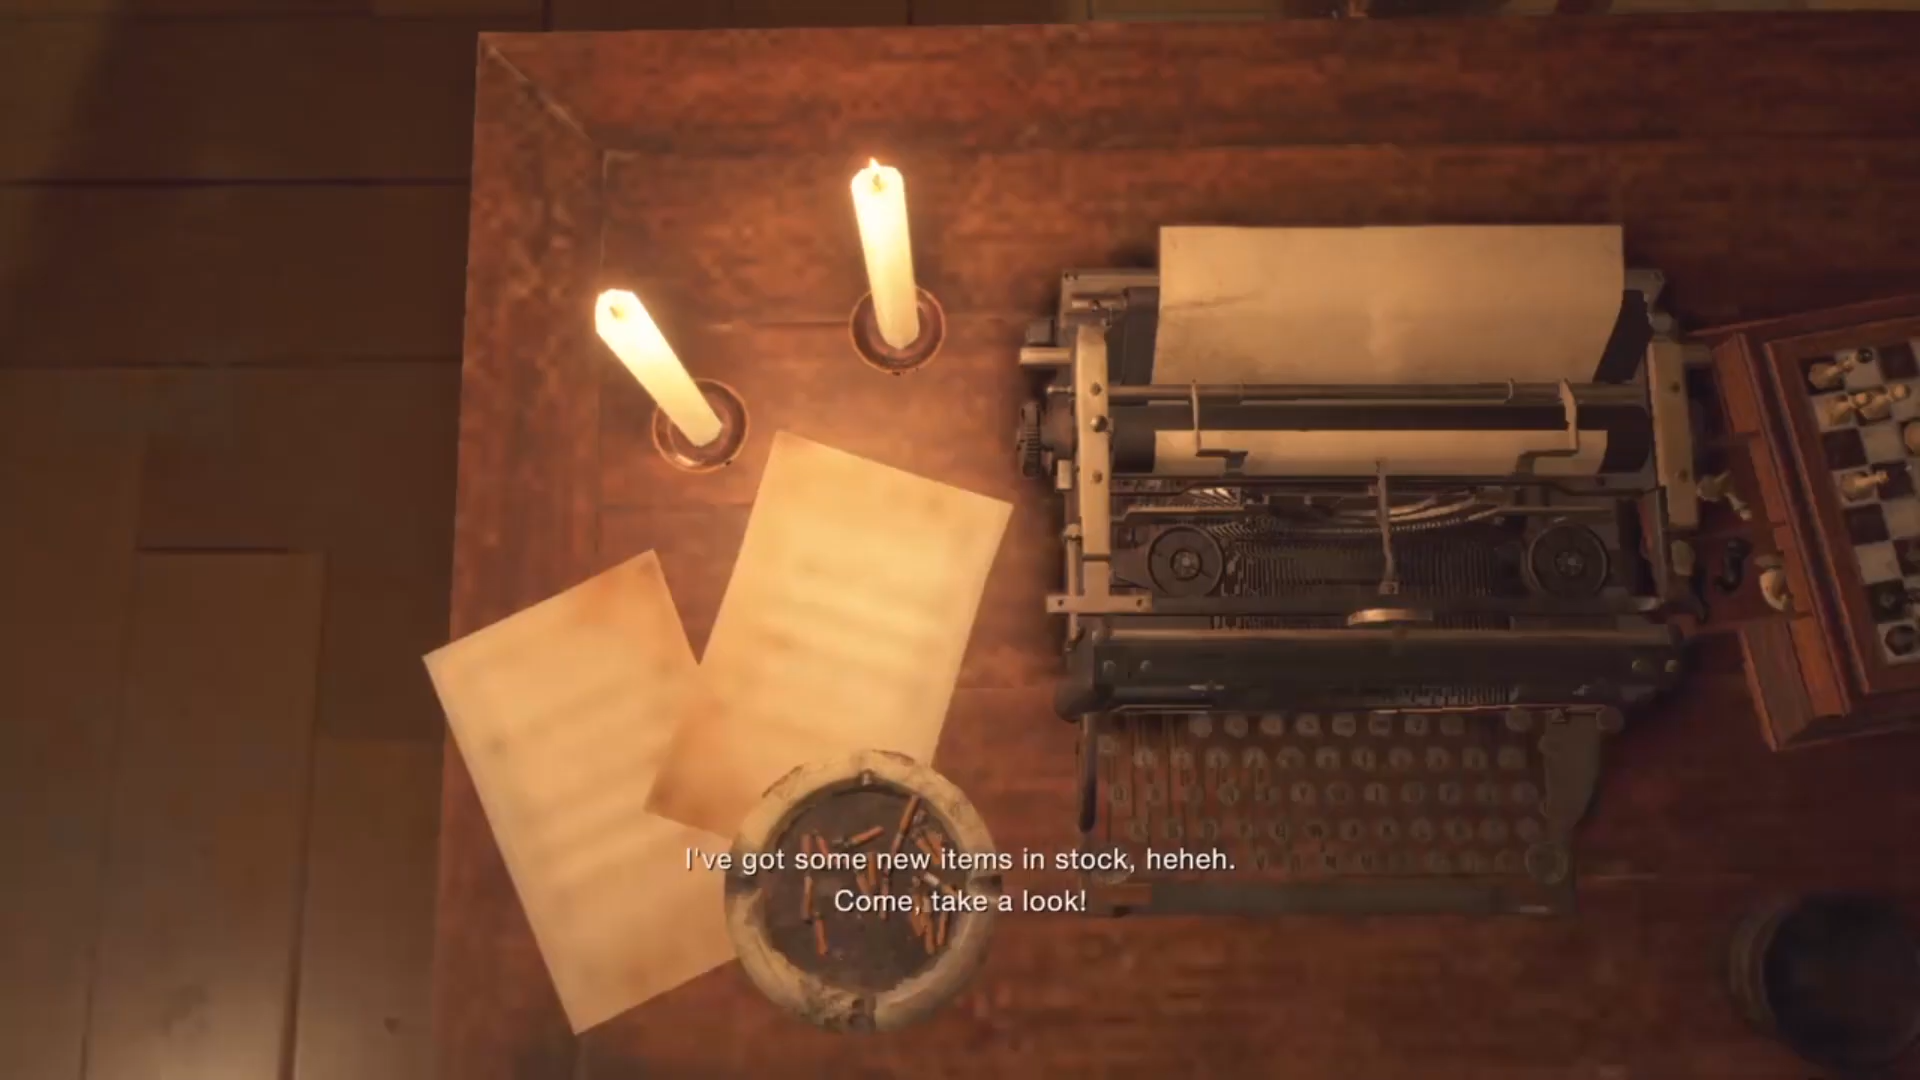 I've got some new items in stock, heheh.
Come, take a look!